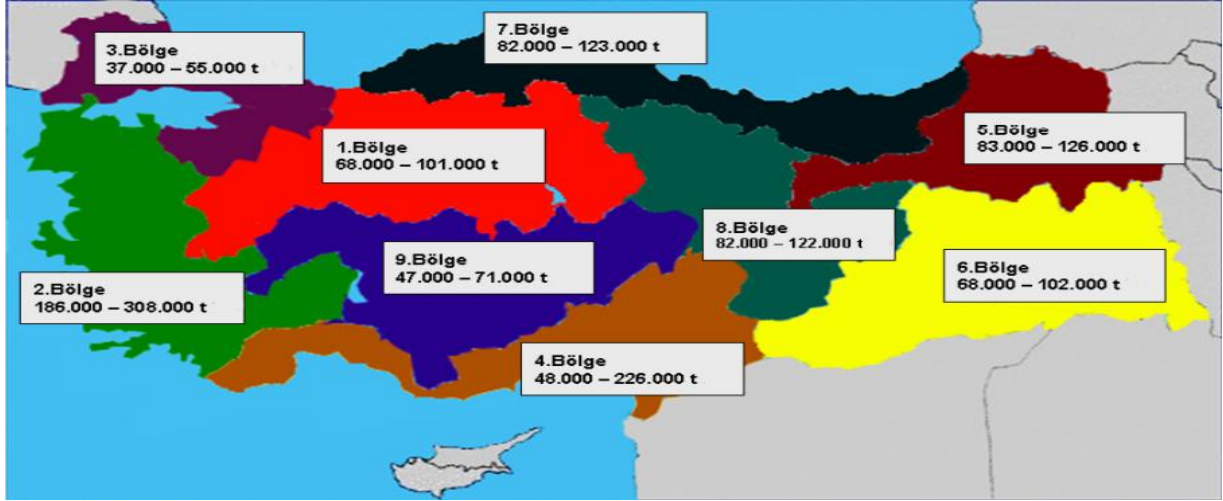 7.Bölge
82.000 – 123.000 t
3.Bölge
37.000 – 55.000 t
5.Bölge
83.000 – 126.000 t
1.Bölge
68.000 – 101.000 t
8.Bölge
82.000 – 122.000 t
9.Bölge
47.000 – 71.000 t
6.Bölge
68.000 – 102.000 t
2.Bölge
186.000 – 308.000 t
4.Bölge
48.000 – 226.000 t